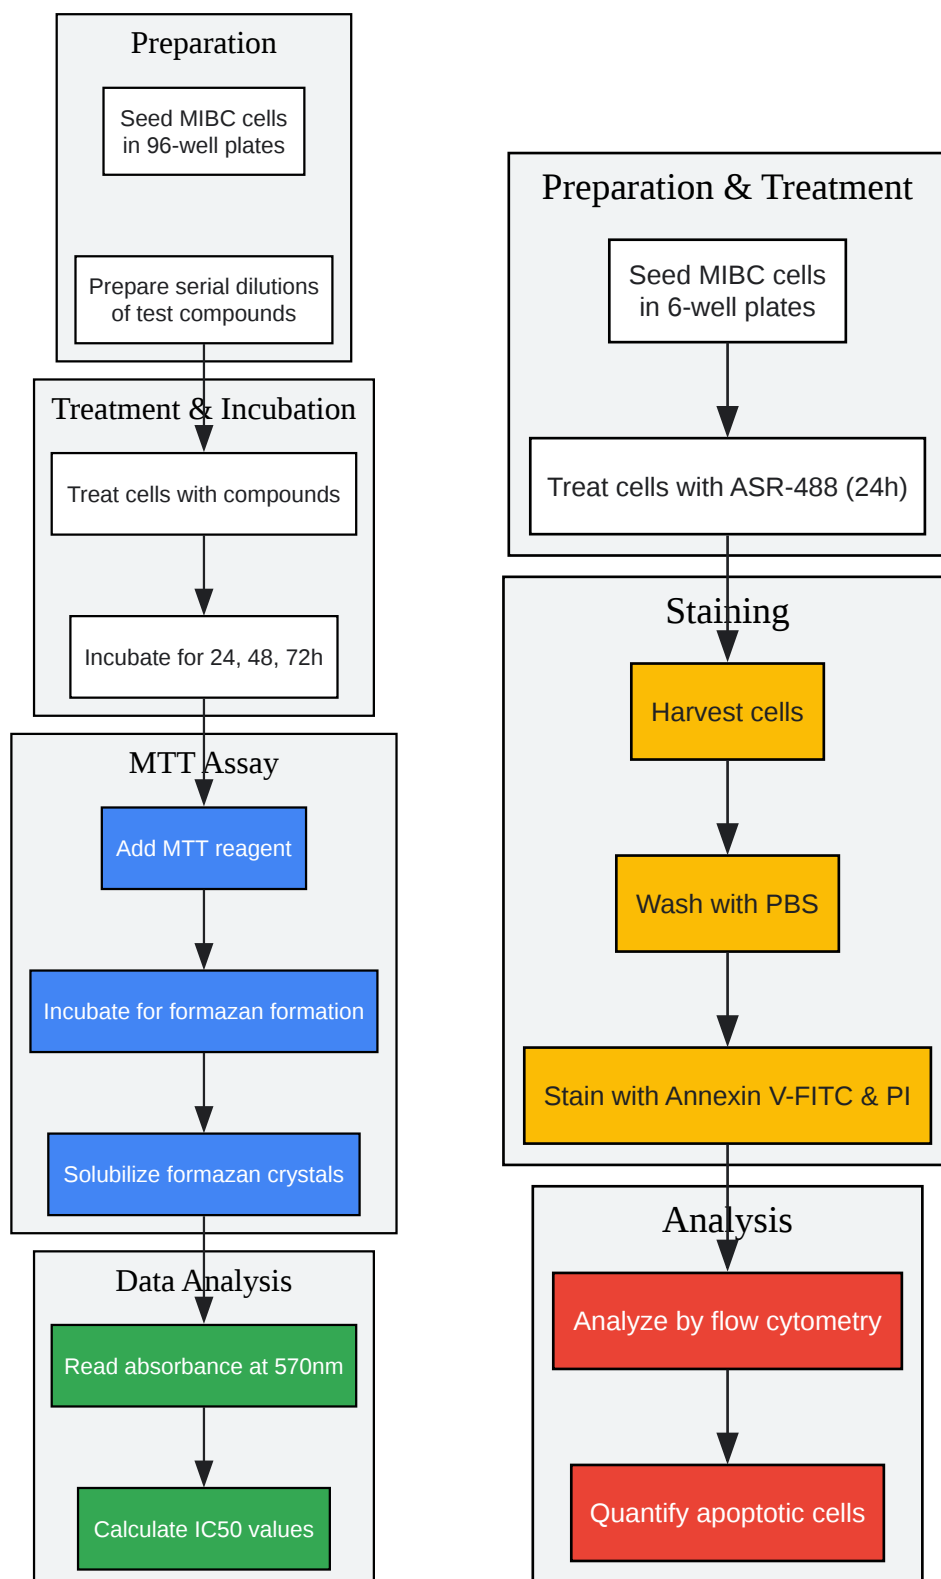 Preparation
Seed MIBC cells
in 96-well plates
Prepare serial dilutions
of test compounds
Treatment & Incubation
Treat cells with compounds
Incubate for 24, 48, 72h
MTT Assay
Add MTT reagent
Incubate for formazan formation
Solubilize formazan crystals
Data Analysis
Read absorbance at 570nm
Calculate IC50 values
Preparation & Treatment
Seed MIBC cells
in 6-well plates
Treat cells with ASR-488 (24h)
Staining
Harvest cells
Wash with PBS
Stain with Annexin V-FITC & PI
Analysis
Analyze by flow cytometry
Quantify apoptotic cells